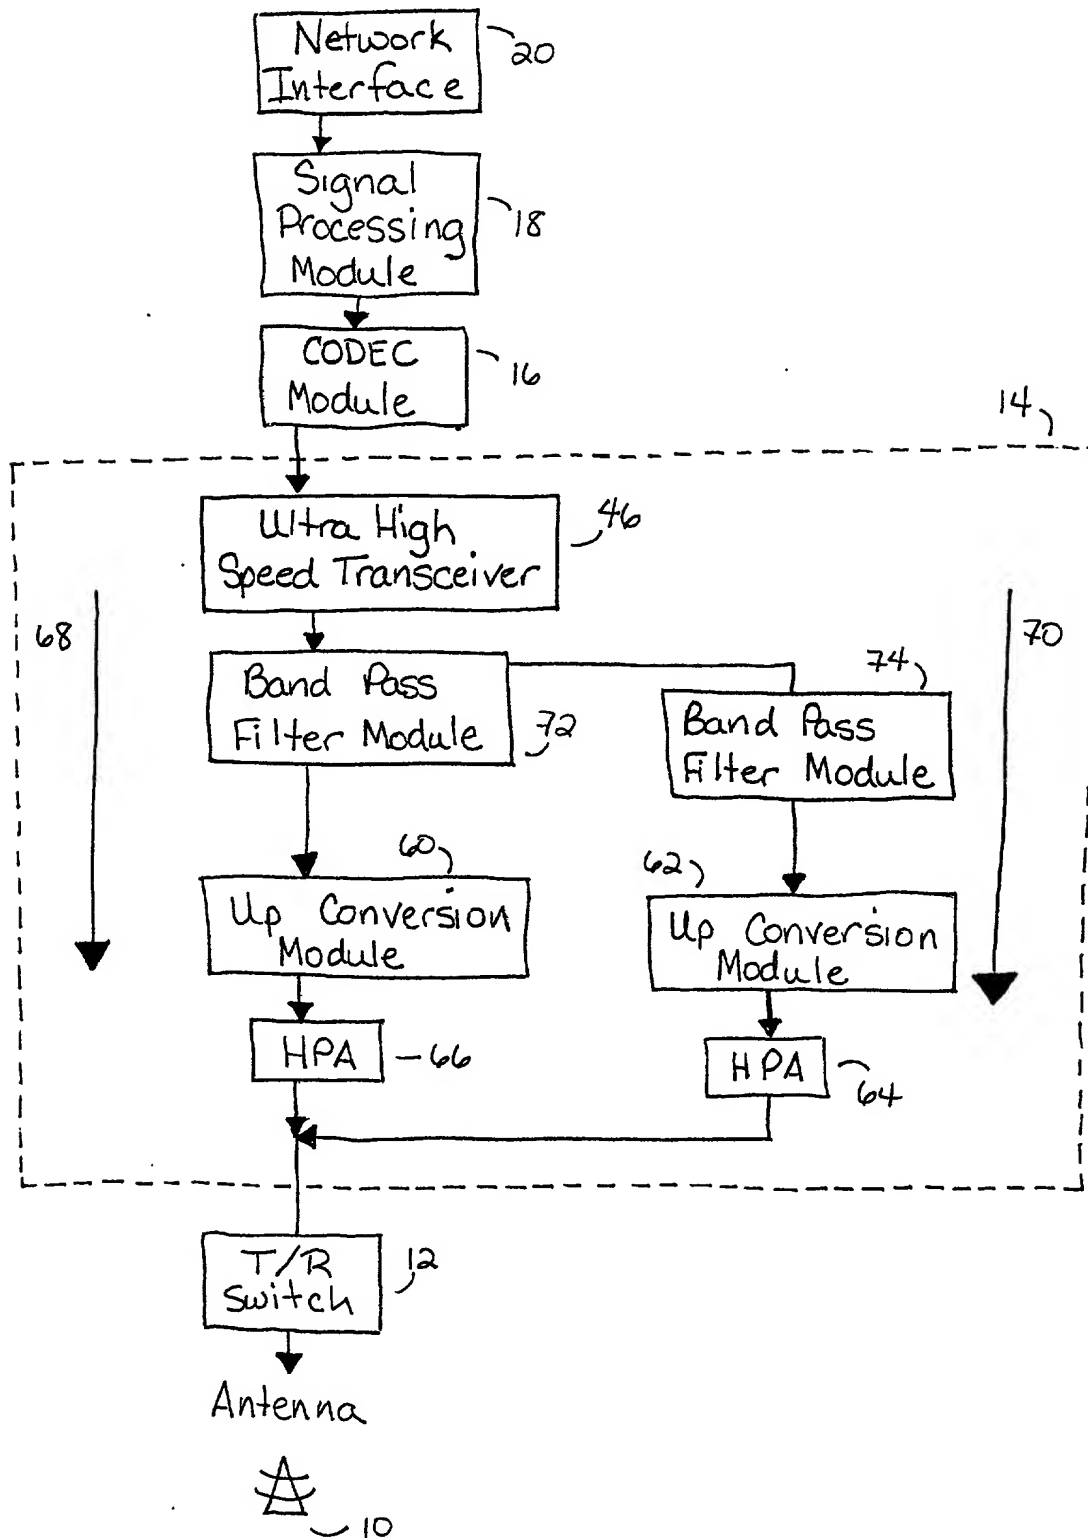 Network
Interface
20
Signal
Processing
Module
18
CODEC
Module
16
14
Ultra High
Speed Transceiver
46
68
70
Band Pass
Filter Module
72
74
Band Pass
Filter Module
60
Up Conversion
Module
62
Up Conversion
Module
HPA
66
HPA
64
T/R
Switch
12
Antenna
10